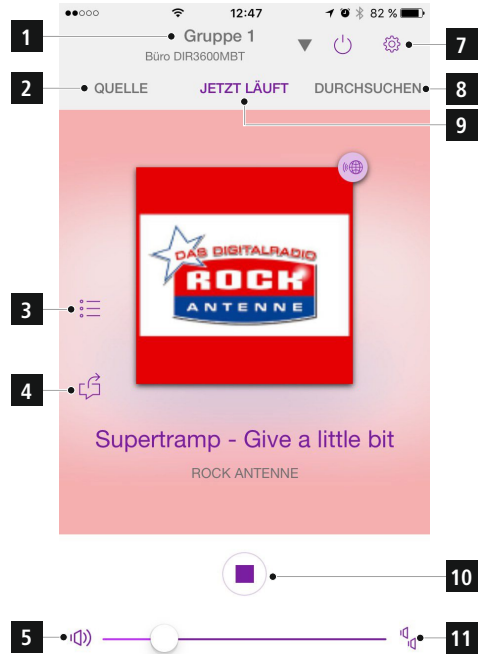 12:47
82 %
1
Gruppe 1
Büro DIR3600MBT
7
2
QUELLE
JETZT LÄUFT
DURCHSUCHEN
8
9
DAS DIGITALRADIO
ROCK
ANTENNE
3
4
Supertramp - Give a little bit
ROCK ANTENNE
10
5
11